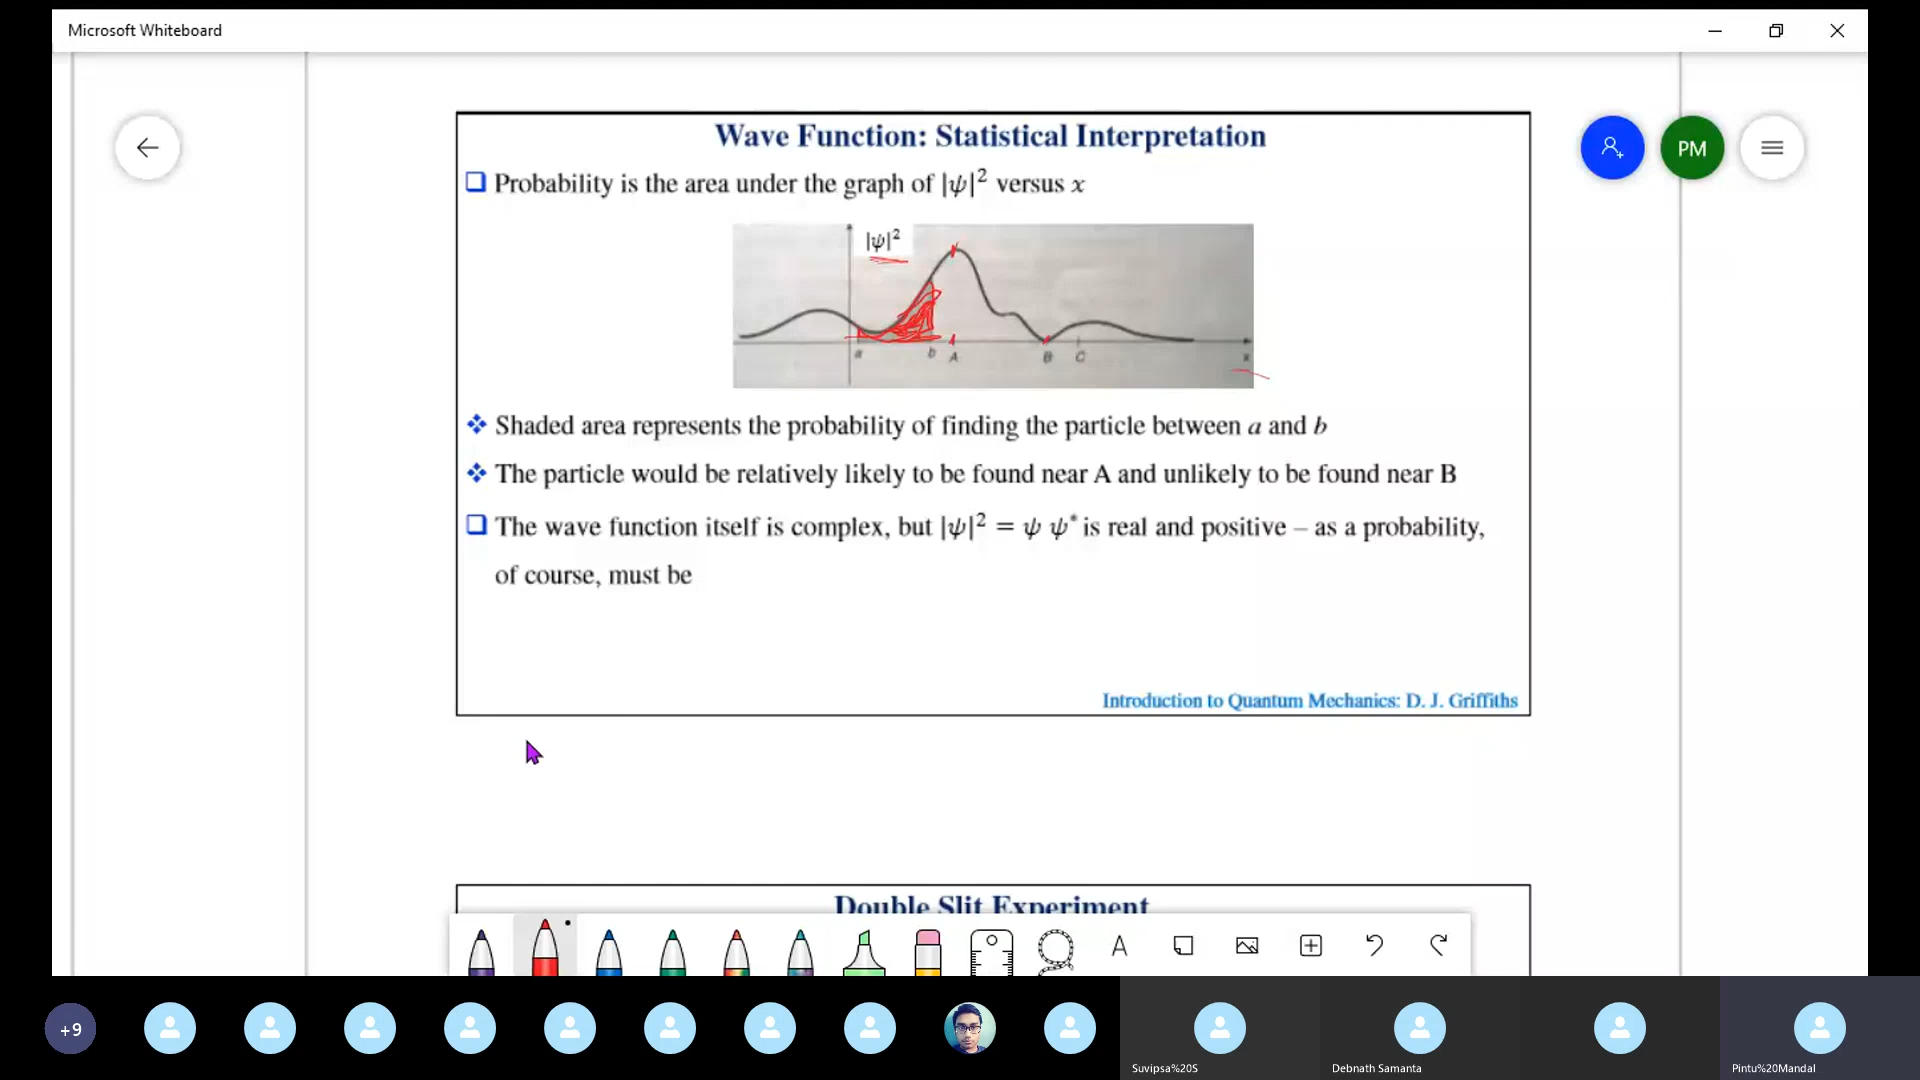 Microsoft Whiteboard
PM
Wave Function: Statistical Interpretation
❑ Probability is the area under the graph of |ψ|² versus x
|ψ|²
a b A B C x
❖ Shaded area represents the probability of finding the particle between a and b
❖ The particle would be relatively likely to be found near A and unlikely to be found near B
❑ The wave function itself is complex, but |ψ|² = ψ ψ* is real and positive – as a probability,
of course, must be
Introduction to Quantum Mechanics: D. J. Griffiths
Double Slit Experiment
+9
Suvipsa%20S
Debnath Samanta
Pintu%20Mandal